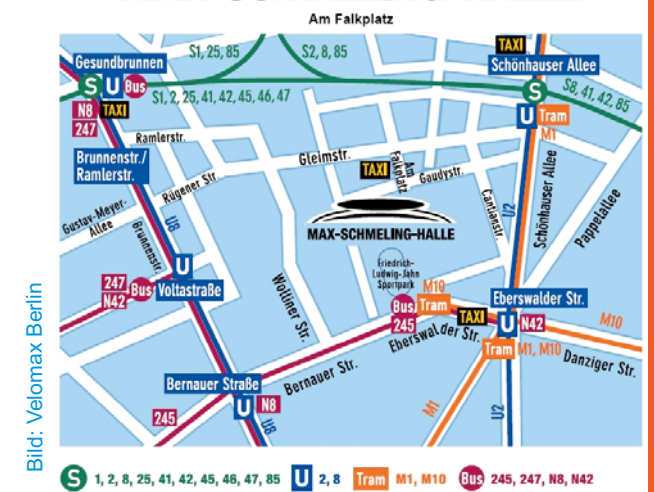 Am Falkplatz
TAXI
Gesundbrunnen
S1, 25, 85
S2, 8, 85
Schönhauser Allee
S U Bus
S1, 2, 25, 41, 42, 45, 46, 47
S
S8, 41, 42, 85
N8 TAXI
247
U Tram
M1
Ramlerstr.
Brunnenstr./
Ramlerstr.
Gleimstr.
TAXI
Am
Falkplatz
Gaudystr.
Rügener Str.
Cantianstr.
Schönhauser Allee
Pappelallee
Gustav-Meyer-
Allee
U8
U2
MAX-SCHMELING-HALLE
Brunnenstr.
Friedrich-
Ludwig-Jahn
Sportpark
U
247
N42
Bus
Voltastraße
Wolliner Str.
M10
Bus Tram
245
Eberswalder Str.
TAXI
U N42
M10
Eberswalder Str.
Tram M1, M10
Danziger Str.
Bernauer Straße
Bernauer Str.
U N8
245
U8
M1
U2
Bild: Velomax Berlin
S 1, 2, 8, 25, 41, 42, 45, 46, 47, 85 U 2, 8 Tram M1, M10 Bus 245, 247, N8, N42